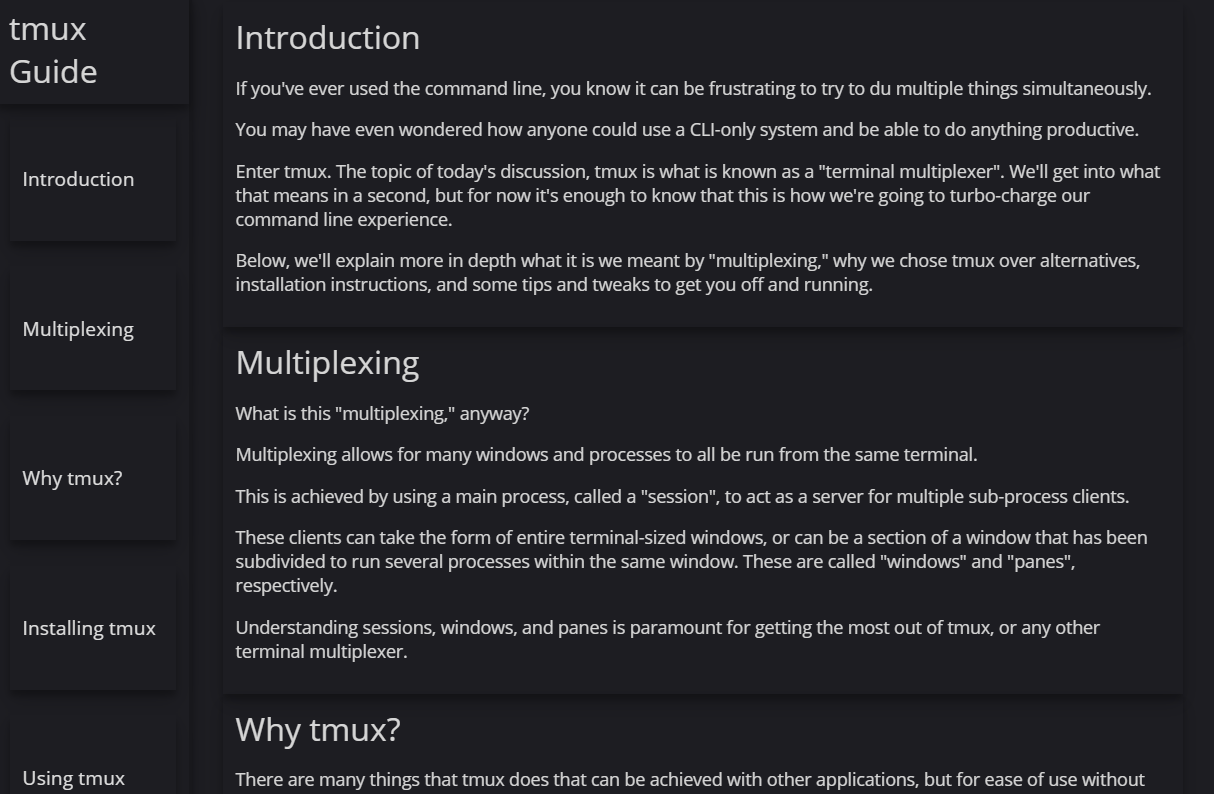 tmux
Guide
Introduction
Multiplexing
Why tmux?
Installing tmux
Using tmux
Introduction
If you've ever used the command line, you know it can be frustrating to try to du multiple things simultaneously.
You may have even wondered how anyone could use a CLI-only system and be able to do anything productive.
Enter tmux. The topic of today's discussion, tmux is what is known as a "terminal multiplexer". We'll get into what
that means in a second, but for now it's enough to know that this is how we're going to turbo-charge our
command line experience.
Below, we'll explain more in depth what it is we meant by "multiplexing," why we chose tmux over alternatives,
installation instructions, and some tips and tweaks to get you off and running.
Multiplexing
What is this "multiplexing," anyway?
Multiplexing allows for many windows and processes to all be run from the same terminal.
This is achieved by using a main process, called a "session", to act as a server for multiple sub-process clients.
These clients can take the form of entire terminal-sized windows, or can be a section of a window that has been
subdivided to run several processes within the same window. These are called "windows" and "panes",
respectively.
Understanding sessions, windows, and panes is paramount for getting the most out of tmux, or any other
terminal multiplexer.
Why tmux?
There are many things that tmux does that can be achieved with other applications, but for ease of use without